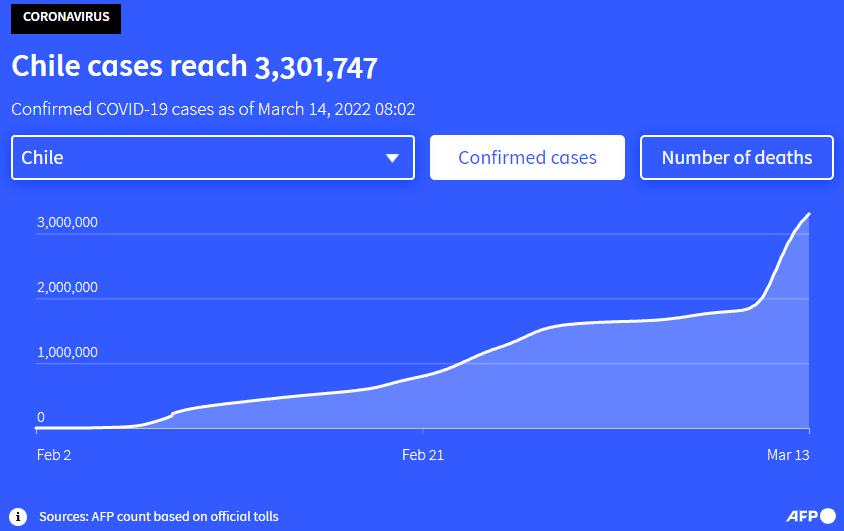 CORONAVIRUS
Chile cases reach 3,301,747
Confirmed COVID-19 cases as of March 14, 2022 08:02
Chile
Confirmed cases
Number of deaths
3,000,000
2,000,000
1,000,000
0
Feb 2
Feb 21
Mar 13
i Sources: AFP count based on official tolls
AFP